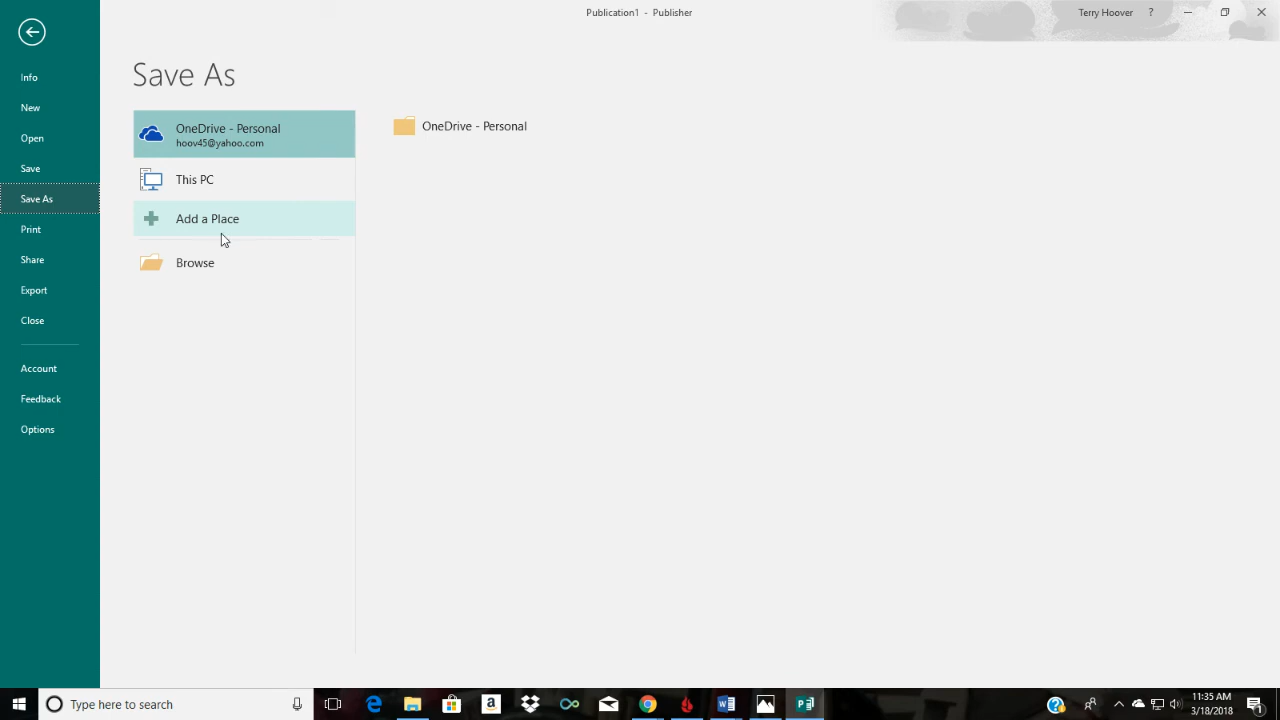 Publication1 - Publisher
Terry Hoover
?
Info
New
Open
Save
Save As
Print
Share
Export
Close
Account
Feedback
Options
Save As
OneDrive - Personal
hoov45@yahoo.com
This PC
Add a Place
Browse
OneDrive - Personal
Type here to search
11:35 AM
3/18/2018